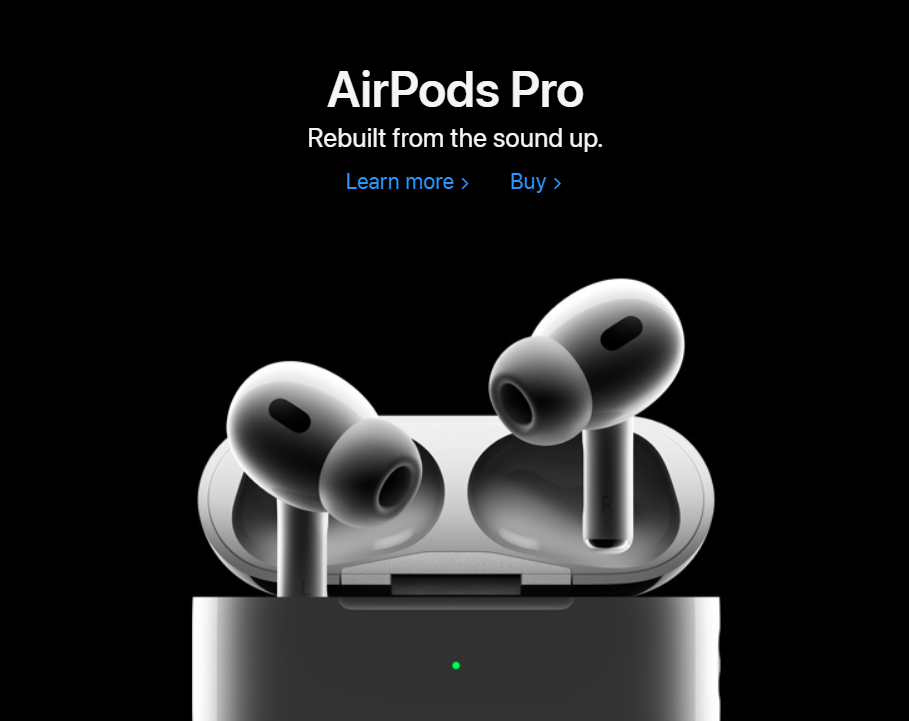 AirPods Pro
Rebuilt from the sound up.
Learn more >
Buy >
R